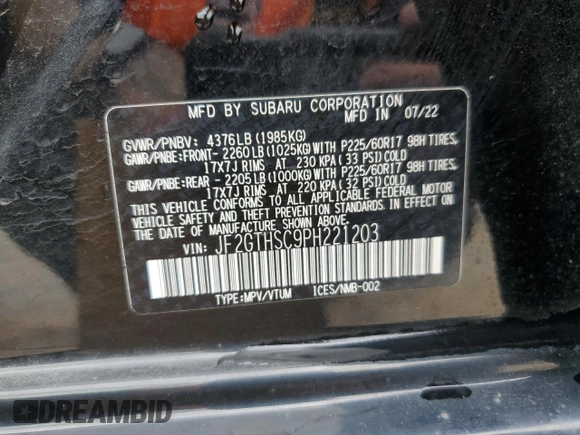 MFD BY SUBARU CORPORATION
MFD IN 07/22
GVWR/PNBV: 4376LB(1985KG)
GAWR/PNBE:FRONT- 2260LB(1025KG)WITH P225/60R17 98H TIRES,
17X7J RIMS AT 230 KPA(33 PSI)COLD
GAWR/PNBE:REAR - 2205LB(1000KG)WITH P225/60R17 98H TIRES,
17X7J RIMS AT 220 KPA(32 PSI)COLD
THIS VEHICLE CONFORMS TO ALL APPLICABLE FEDERAL MOTOR
VEHICLE SAFETY AND THEFT PREVENTION STANDARDS IN EFFECT ON
THE DATE OF MANUFACTURE SHOWN ABOVE.
VIN: JF2GTHSC9PH221203
TYPE:MPV/VTUM ICES/NMB-002
DREAMBID